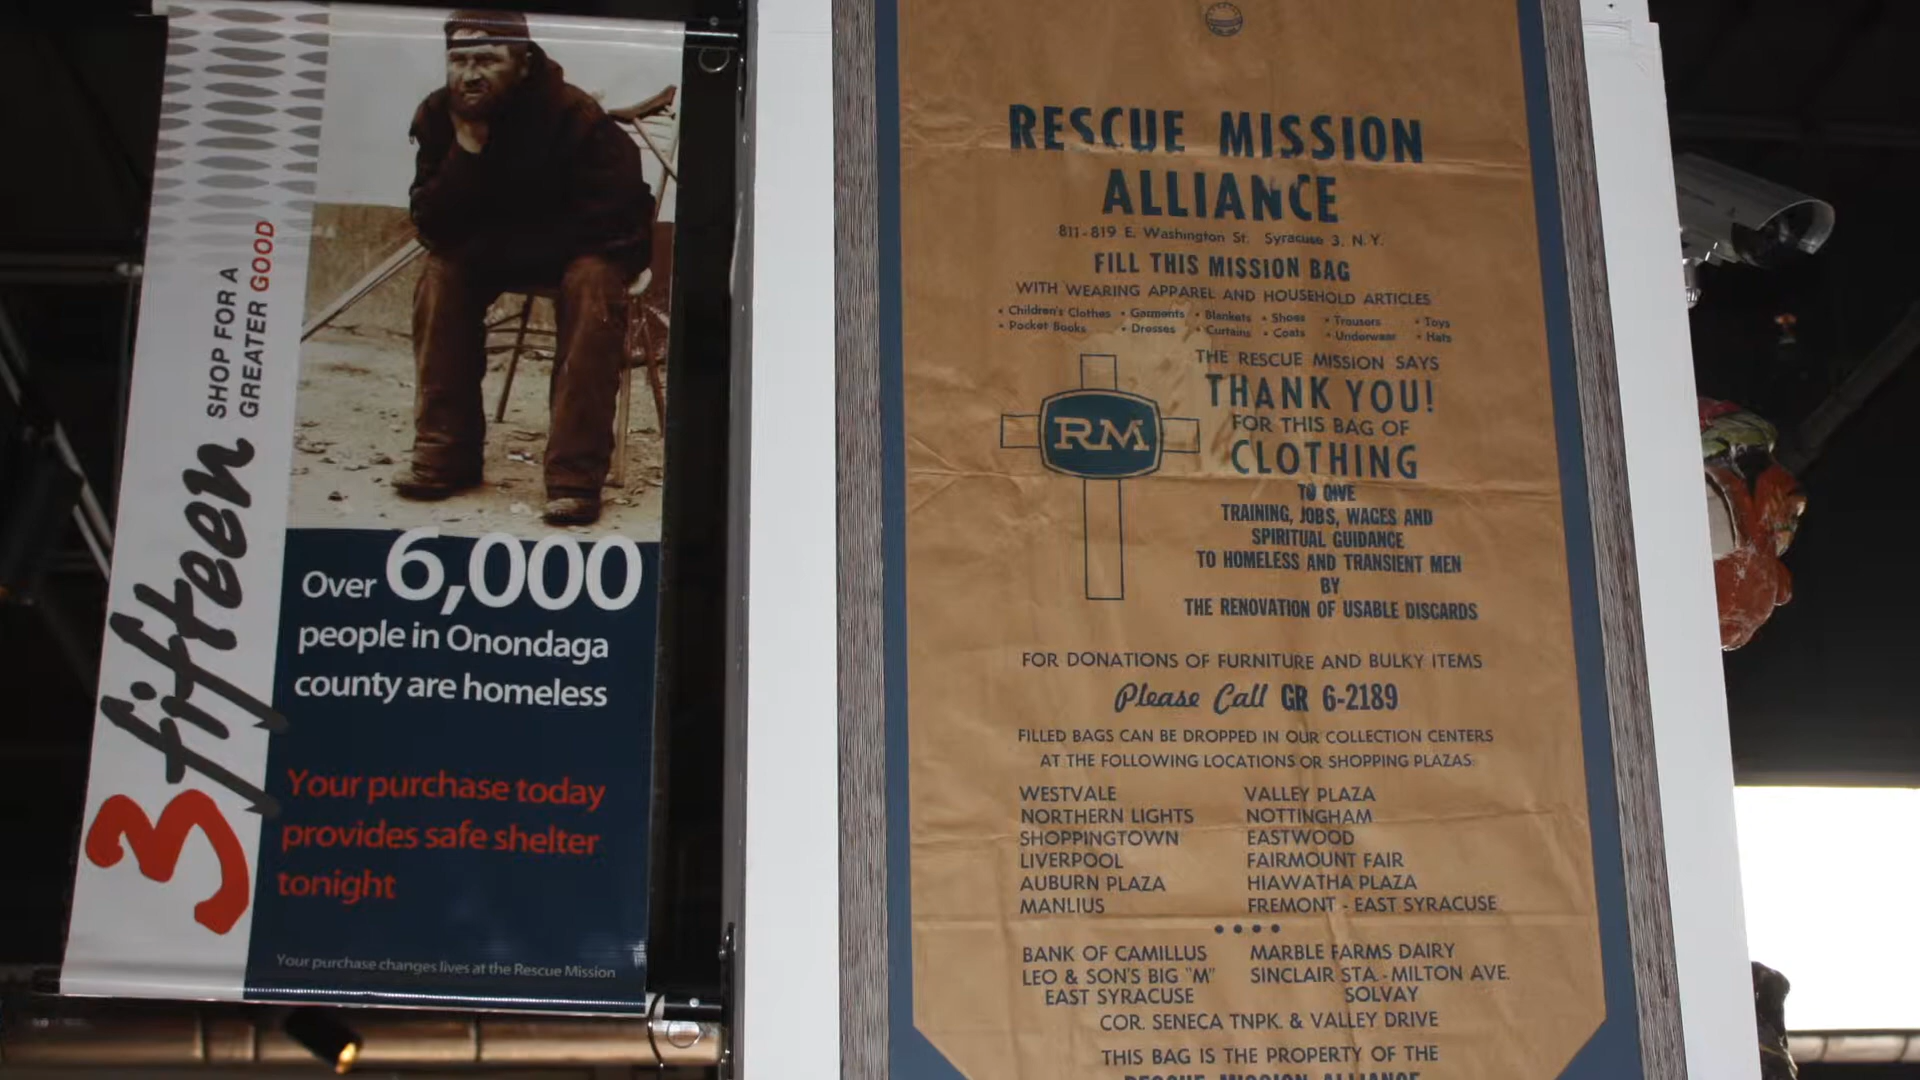 SHOP FOR A
GREATER GOOD
3fifteen
Over 6,000
people in Onondaga
county are homeless
Your purchase today
provides safe shelter
tonight
Your purchase changes lives at the Rescue Mission
RESCUE MISSION
ALLIANCE
811-819 E. Washington St. Syracuse 3, N.Y.
FILL THIS MISSION BAG
WITH WEARING APPAREL AND HOUSEHOLD ARTICLES
• Children's Clothes • Garments • Blankets • Shoes • Trousers • Toys
• Pocket Books • Dresses • Curtains • Coats • Underwear • Hats
THE RESCUE MISSION SAYS
THANK YOU!
FOR THIS BAG OF
CLOTHING
RM
TO GIVE
TRAINING, JOBS, WAGES AND
SPIRITUAL GUIDANCE
TO HOMELESS AND TRANSIENT MEN
BY
THE RENOVATION OF USABLE DISCARDS
FOR DONATIONS OF FURNITURE AND BULKY ITEMS
Please Call GR 6-2189
FILLED BAGS CAN BE DROPPED IN OUR COLLECTION CENTERS
AT THE FOLLOWING LOCATIONS OR SHOPPING PLAZAS:
WESTVALE VALLEY PLAZA
NORTHERN LIGHTS NOTTINGHAM
SHOPPINGTOWN EASTWOOD
LIVERPOOL FAIRMOUNT FAIR
AUBURN PLAZA HIAWATHA PLAZA
MANLIUS FREMONT - EAST SYRACUSE
• • • •
BANK OF CAMILLUS MARBLE FARMS DAIRY
LEO & SON'S BIG "M" SINCLAIR STA.-MILTON AVE.
EAST SYRACUSE SOLVAY
COR. SENECA TNPK. & VALLEY DRIVE
THIS BAG IS THE PROPERTY OF THE
RESCUE MISSION ALLIANCE